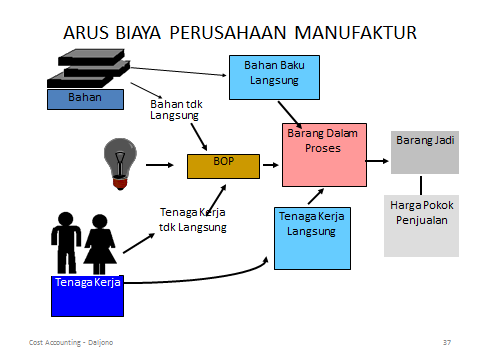 ARUS BIAYA PERUSAHAAN MANUFAKTUR
Bahan Baku
Langsung
Bahan
Bahan tdk
Langsung
Barang Dalam
Proses
Barang Jadi
BOP
Tenaga Kerja
tdk Langsung
Tenaga Kerja
Langsung
Harga Pokok
Penjualan
Tenaga Kerja
Cost Accounting - Daljono
37